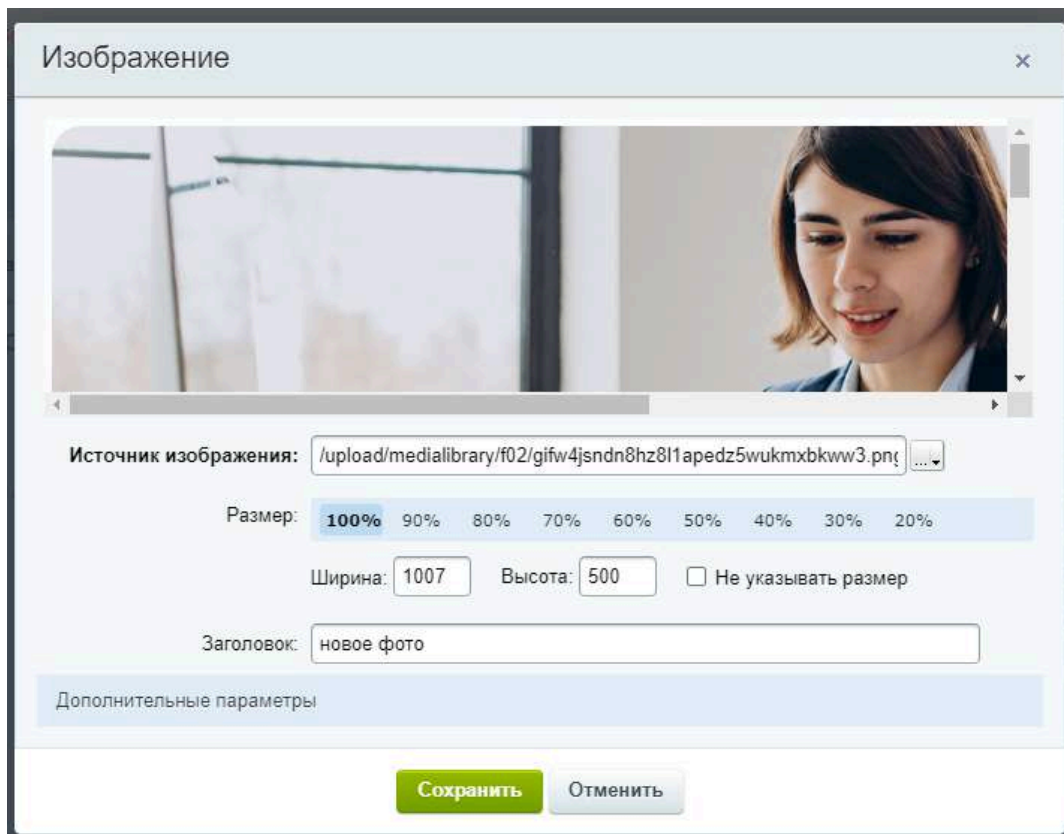 Изображение
×
Источник изображения: /upload/medialibrary/f02/gifw4jsndn8hz8l1apedz5wukmxbkww3.png ...
Размер: 100% 90% 80% 70% 60% 50% 40% 30% 20%
Ширина: 1007 Высота: 500 Не указывать размер
Заголовок: новое фото
Дополнительные параметры
Сохранить Отменить